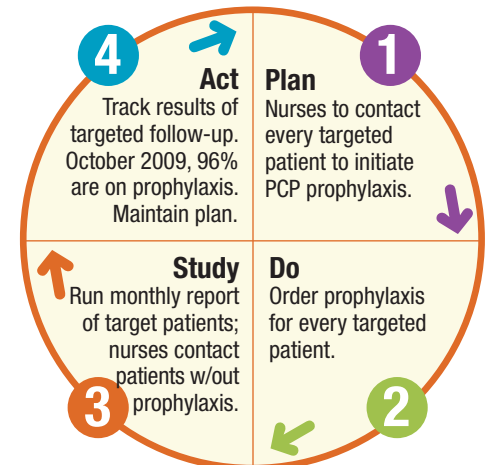 1
Plan
Nurses to contact
every targeted
patient to initiate
PCP prophylaxis.
2
Do
Order prophylaxis
for every targeted
patient.
3
Study
Run monthly report
of target patients;
nurses contact
patients w/out
prophylaxis.
4
Act
Track results of
targeted follow-up.
October 2009, 96%
are on prophylaxis.
Maintain plan.